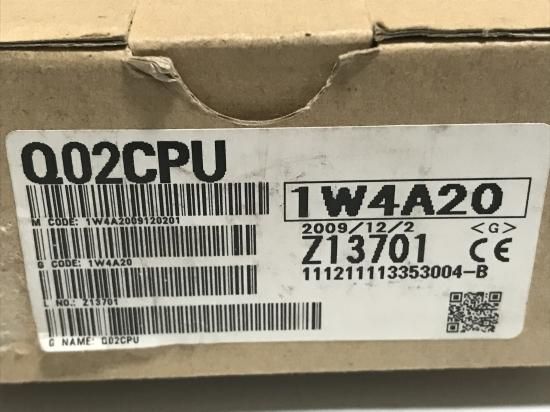 Q02CPU
M CODE: 1W4A2009120201
1W4A20
2009/12/2 <G>
G CODE: 1W4A20
Z13701 CE
111211113353004-B
L NO.: Z13701
G NAME: Q02CPU